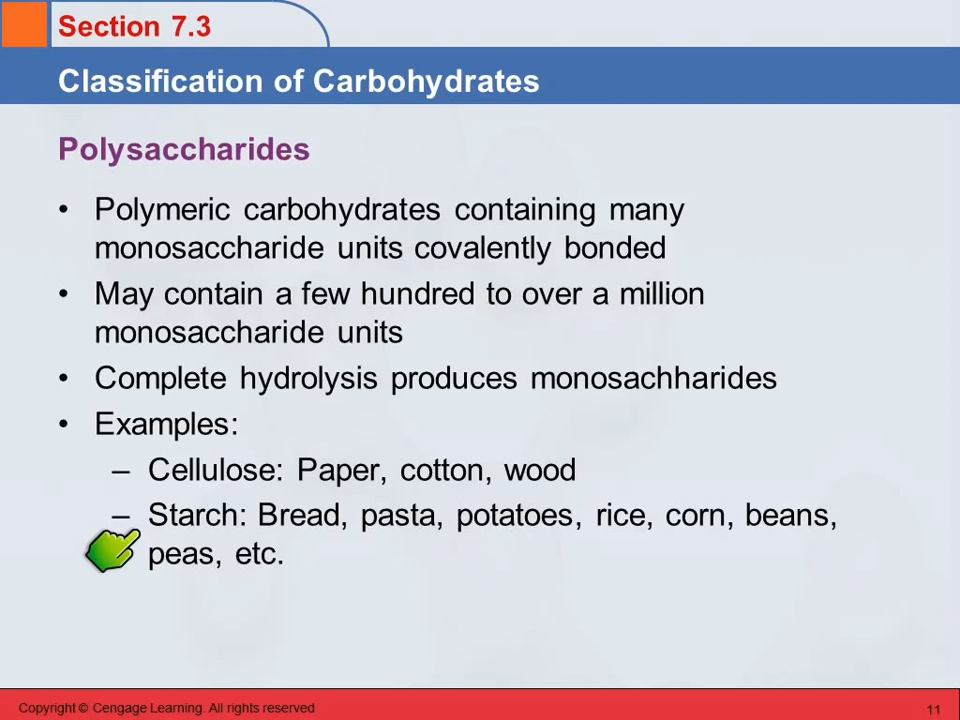 Section 7.3
Classification of Carbohydrates
Polysaccharides
• Polymeric carbohydrates containing many
monosaccharide units covalently bonded
• May contain a few hundred to over a million
monosaccharide units
• Complete hydrolysis produces monosachharides
• Examples:
– Cellulose: Paper, cotton, wood
– Starch: Bread, pasta, potatoes, rice, corn, beans,
peas, etc.
Copyright © Cengage Learning. All rights reserved
11